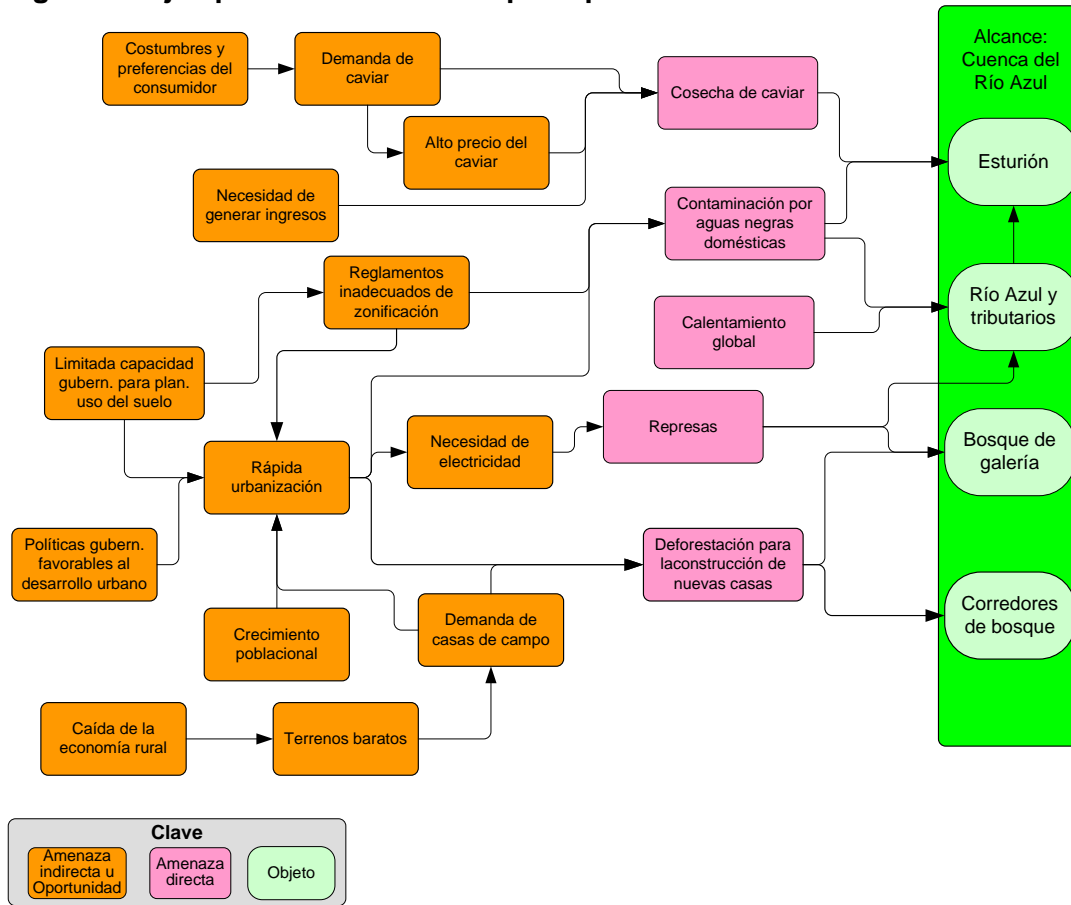 Costumbres y
preferencias del
consumidor
Demanda de
caviar
Alto precio del
caviar
Necesidad de
generar ingresos
Cosecha de caviar
Contaminación por
aguas negras
domésticas
Reglamentos
inadecuados de
zonificación
Calentamiento
global
Limitada capacidad
gubern. para plan.
uso del suelo
Rápida
urbanización
Necesidad de
electricidad
Represas
Políticas gubern.
favorables al
desarrollo urbano
Deforestación para
laconstrucción de
nuevas casas
Crecimiento
poblacional
Demanda de
casas de campo
Caída de la
economía rural
Terrenos baratos
Alcance:
Cuenca del
Río Azul
Esturión
Río Azul y
tributarios
Bosque de
galería
Corredores
de bosque
Clave
Amenaza
indirecta u
Oportunidad
Amenaza
directa
Objeto